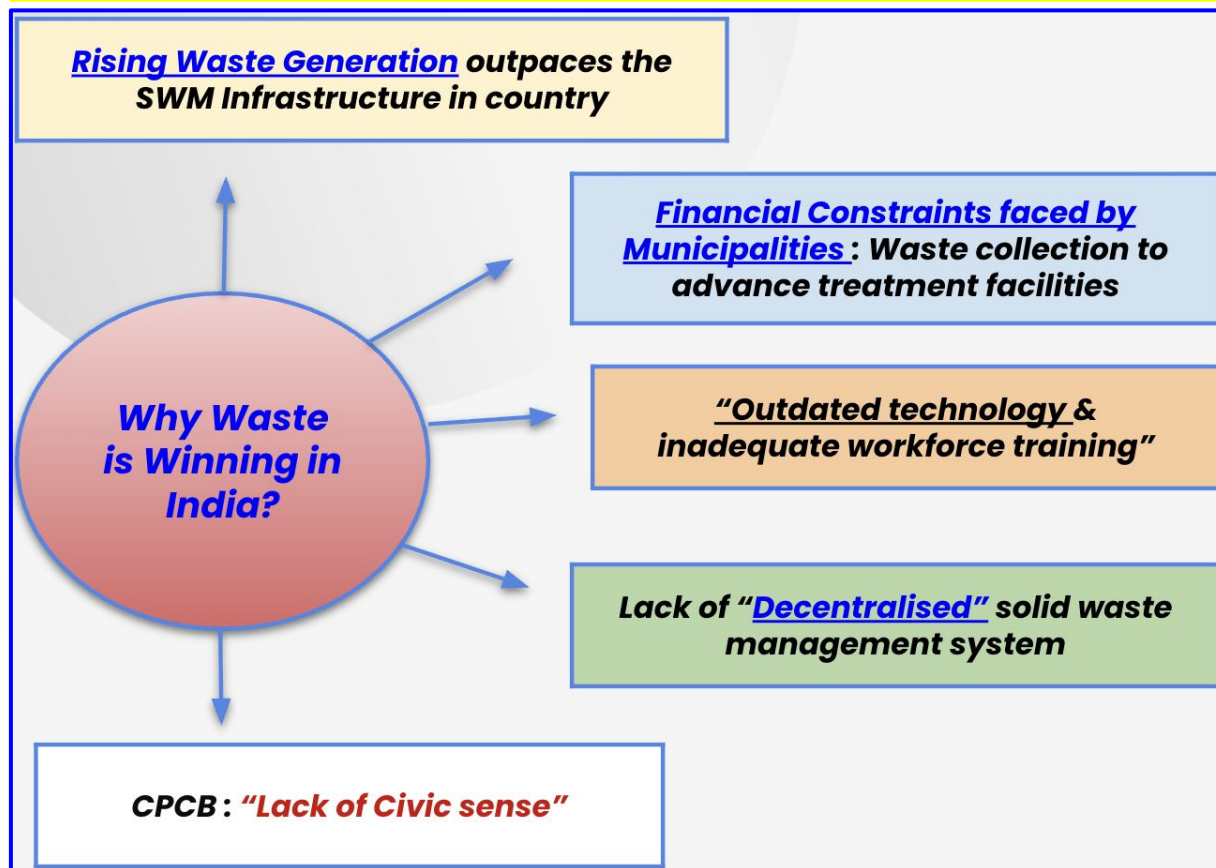 Rising Waste Generation outpaces the
SWM Infrastructure in country
Financial Constraints faced by
Municipalities : Waste collection to
advance treatment facilities
Why Waste
is Winning in
India?
“Outdated technology &
inadequate workforce training”
Lack of “Decentralised” solid waste
management system
CPCB : “Lack of Civic sense”